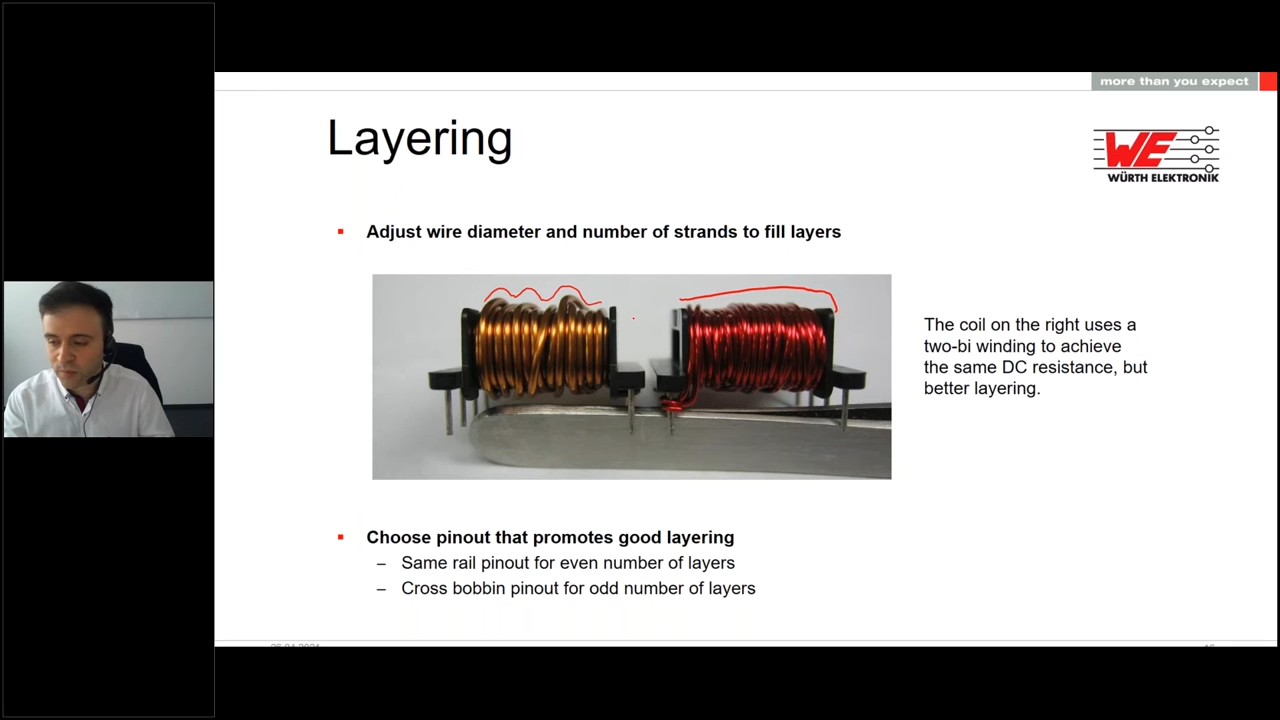 more than you expect
Layering
WE
WÜRTH ELEKTRONIK
Adjust wire diameter and number of strands to fill layers
The coil on the right uses a
two-bi winding to achieve
the same DC resistance, but
better layering.
Choose pinout that promotes good layering
– Same rail pinout for even number of layers
– Cross bobbin pinout for odd number of layers